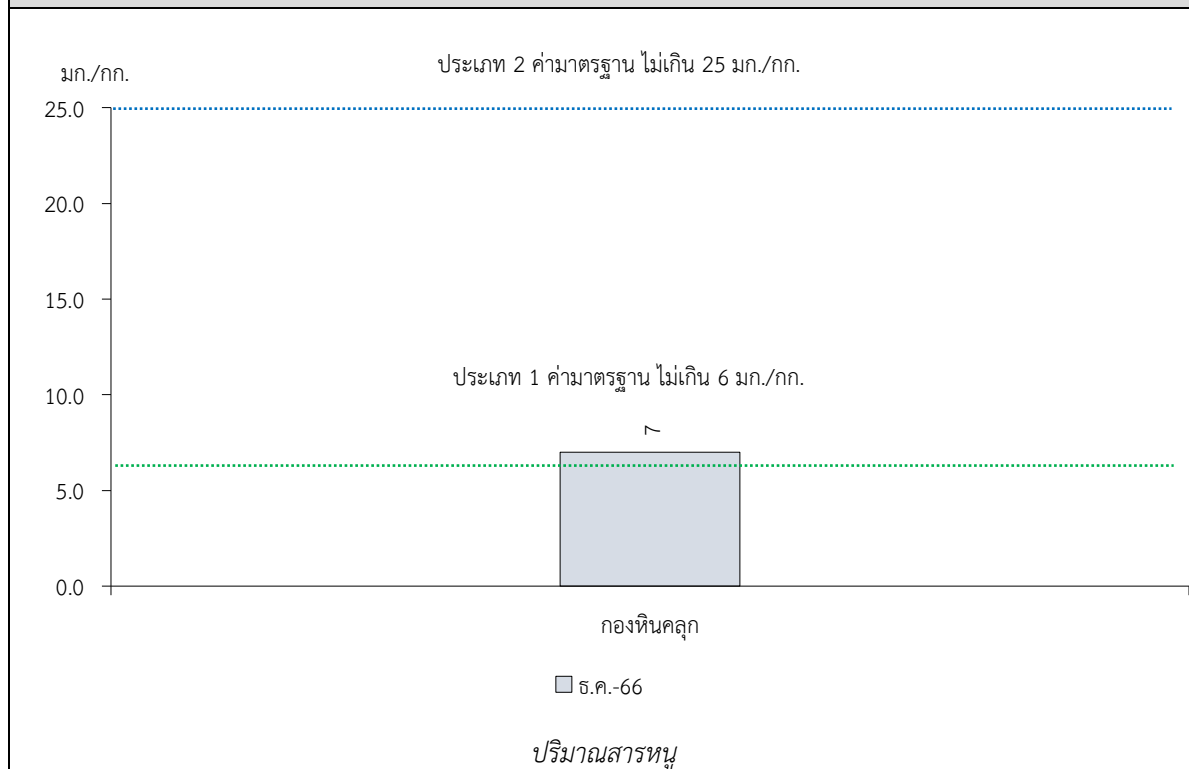 ประเภท 2 ค่ามาตรฐาน ไม่เกิน 25 มก./กก.
มก./กก.
25.0
20.0
15.0
ประเภท 1 ค่ามาตรฐาน ไม่เกิน 6 มก./กก.
10.0
7
5.0
0.0
กองหินคลุก
ธ.ค.-66
ปริมาณสารหนู